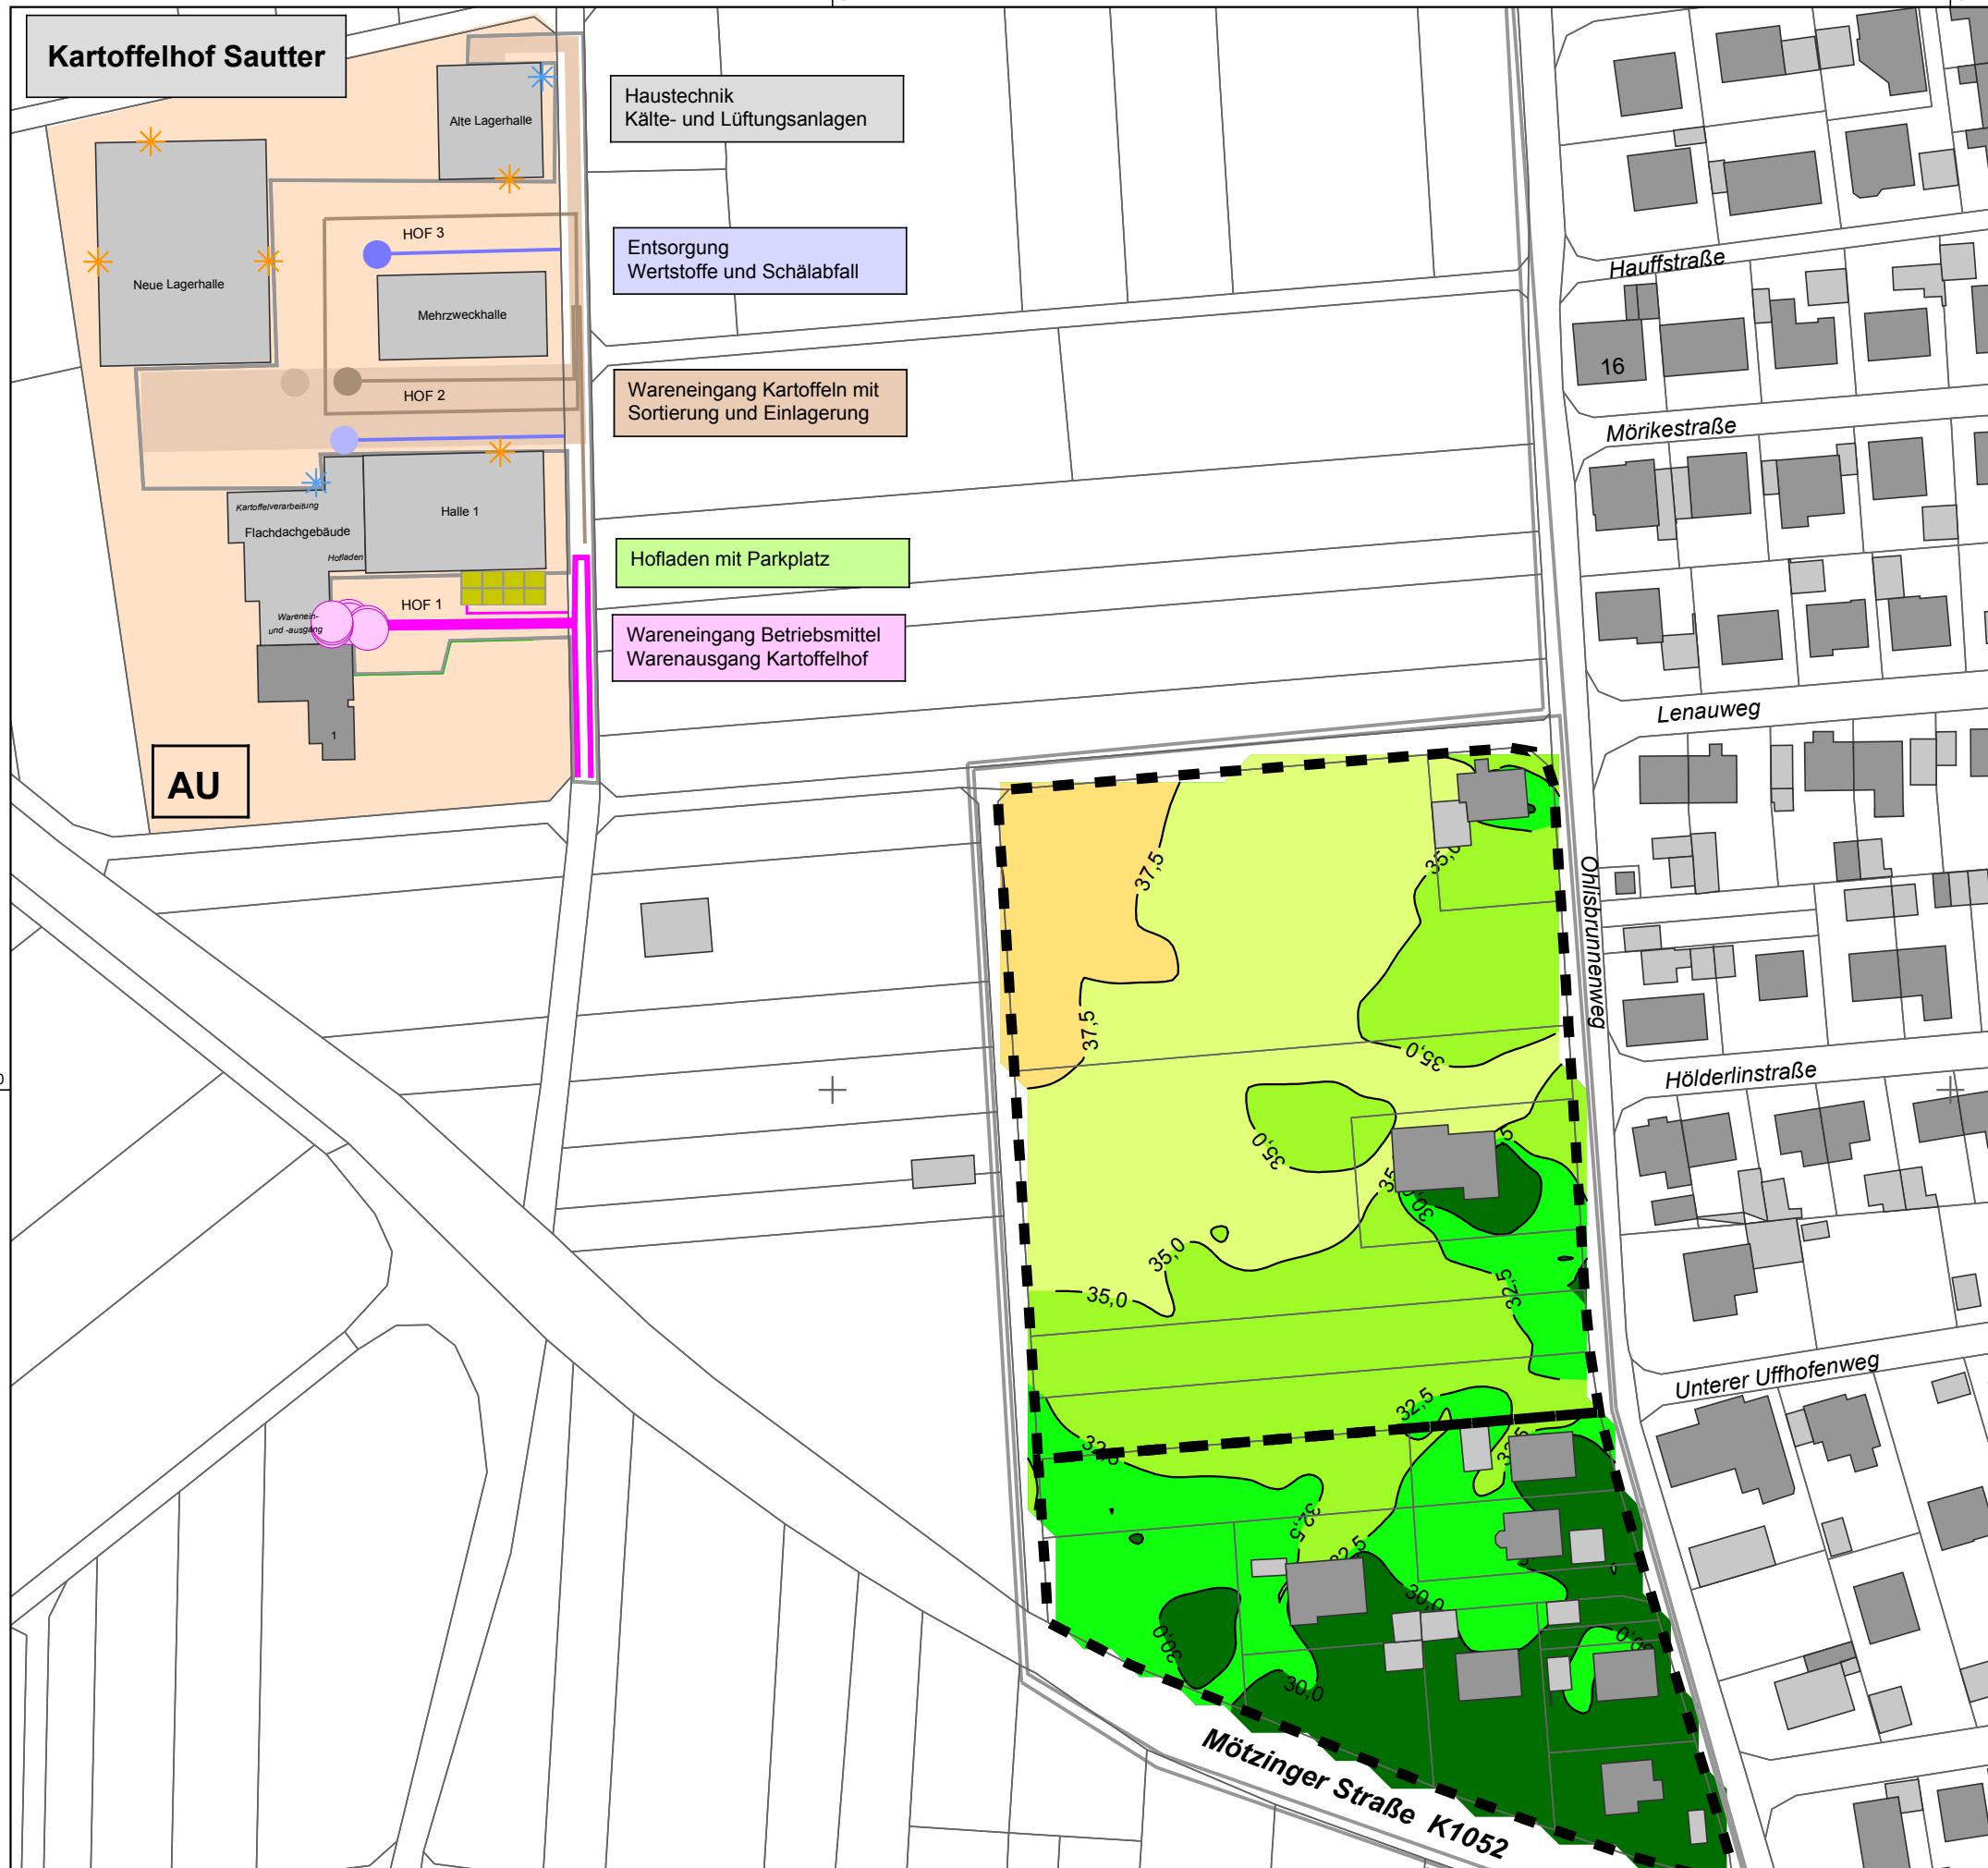 Kartoffelhof Sautter
Haustechnik
Kälte- und Lüftungsanlagen
Alte Lagerhalle
HOF 3
Entsorgung
Wertstoffe und Schälabfall
Neue Lagerhalle
Mehrzweckhalle
HOF 2
Wareneingang Kartoffeln mit
Sortierung und Einlagerung
Kartoffelverarbeitung
Flachdachgebäude
Halle 1
Hofladen
Hofladen mit Parkplatz
HOF 1
Warenein-
und -ausgang
Wareneingang Betriebsmittel
Warenausgang Kartoffelhof
1
AU
Hauffstraße
16
Mörikestraße
Lenauweg
Ohlisbrunnenweg
Hölderlinstraße
Unterer Uffhofenweg
37,5
35,0
37,5
35,0
35,0
35,0
35,0
32,5
32,5
32,5
32,5
30,0
30,0
30,0
Mötzinger Straße K1052